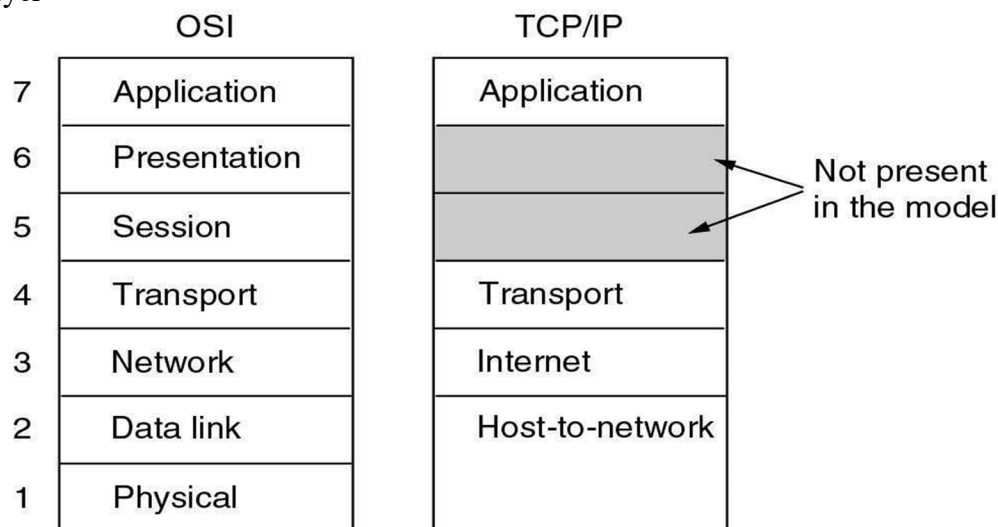 OSI
TCP/IP
7
Application
Application
6
Presentation
Not present
in the model
5
Session
4
Transport
Transport
3
Network
Internet
2
Data link
Host-to-network
1
Physical